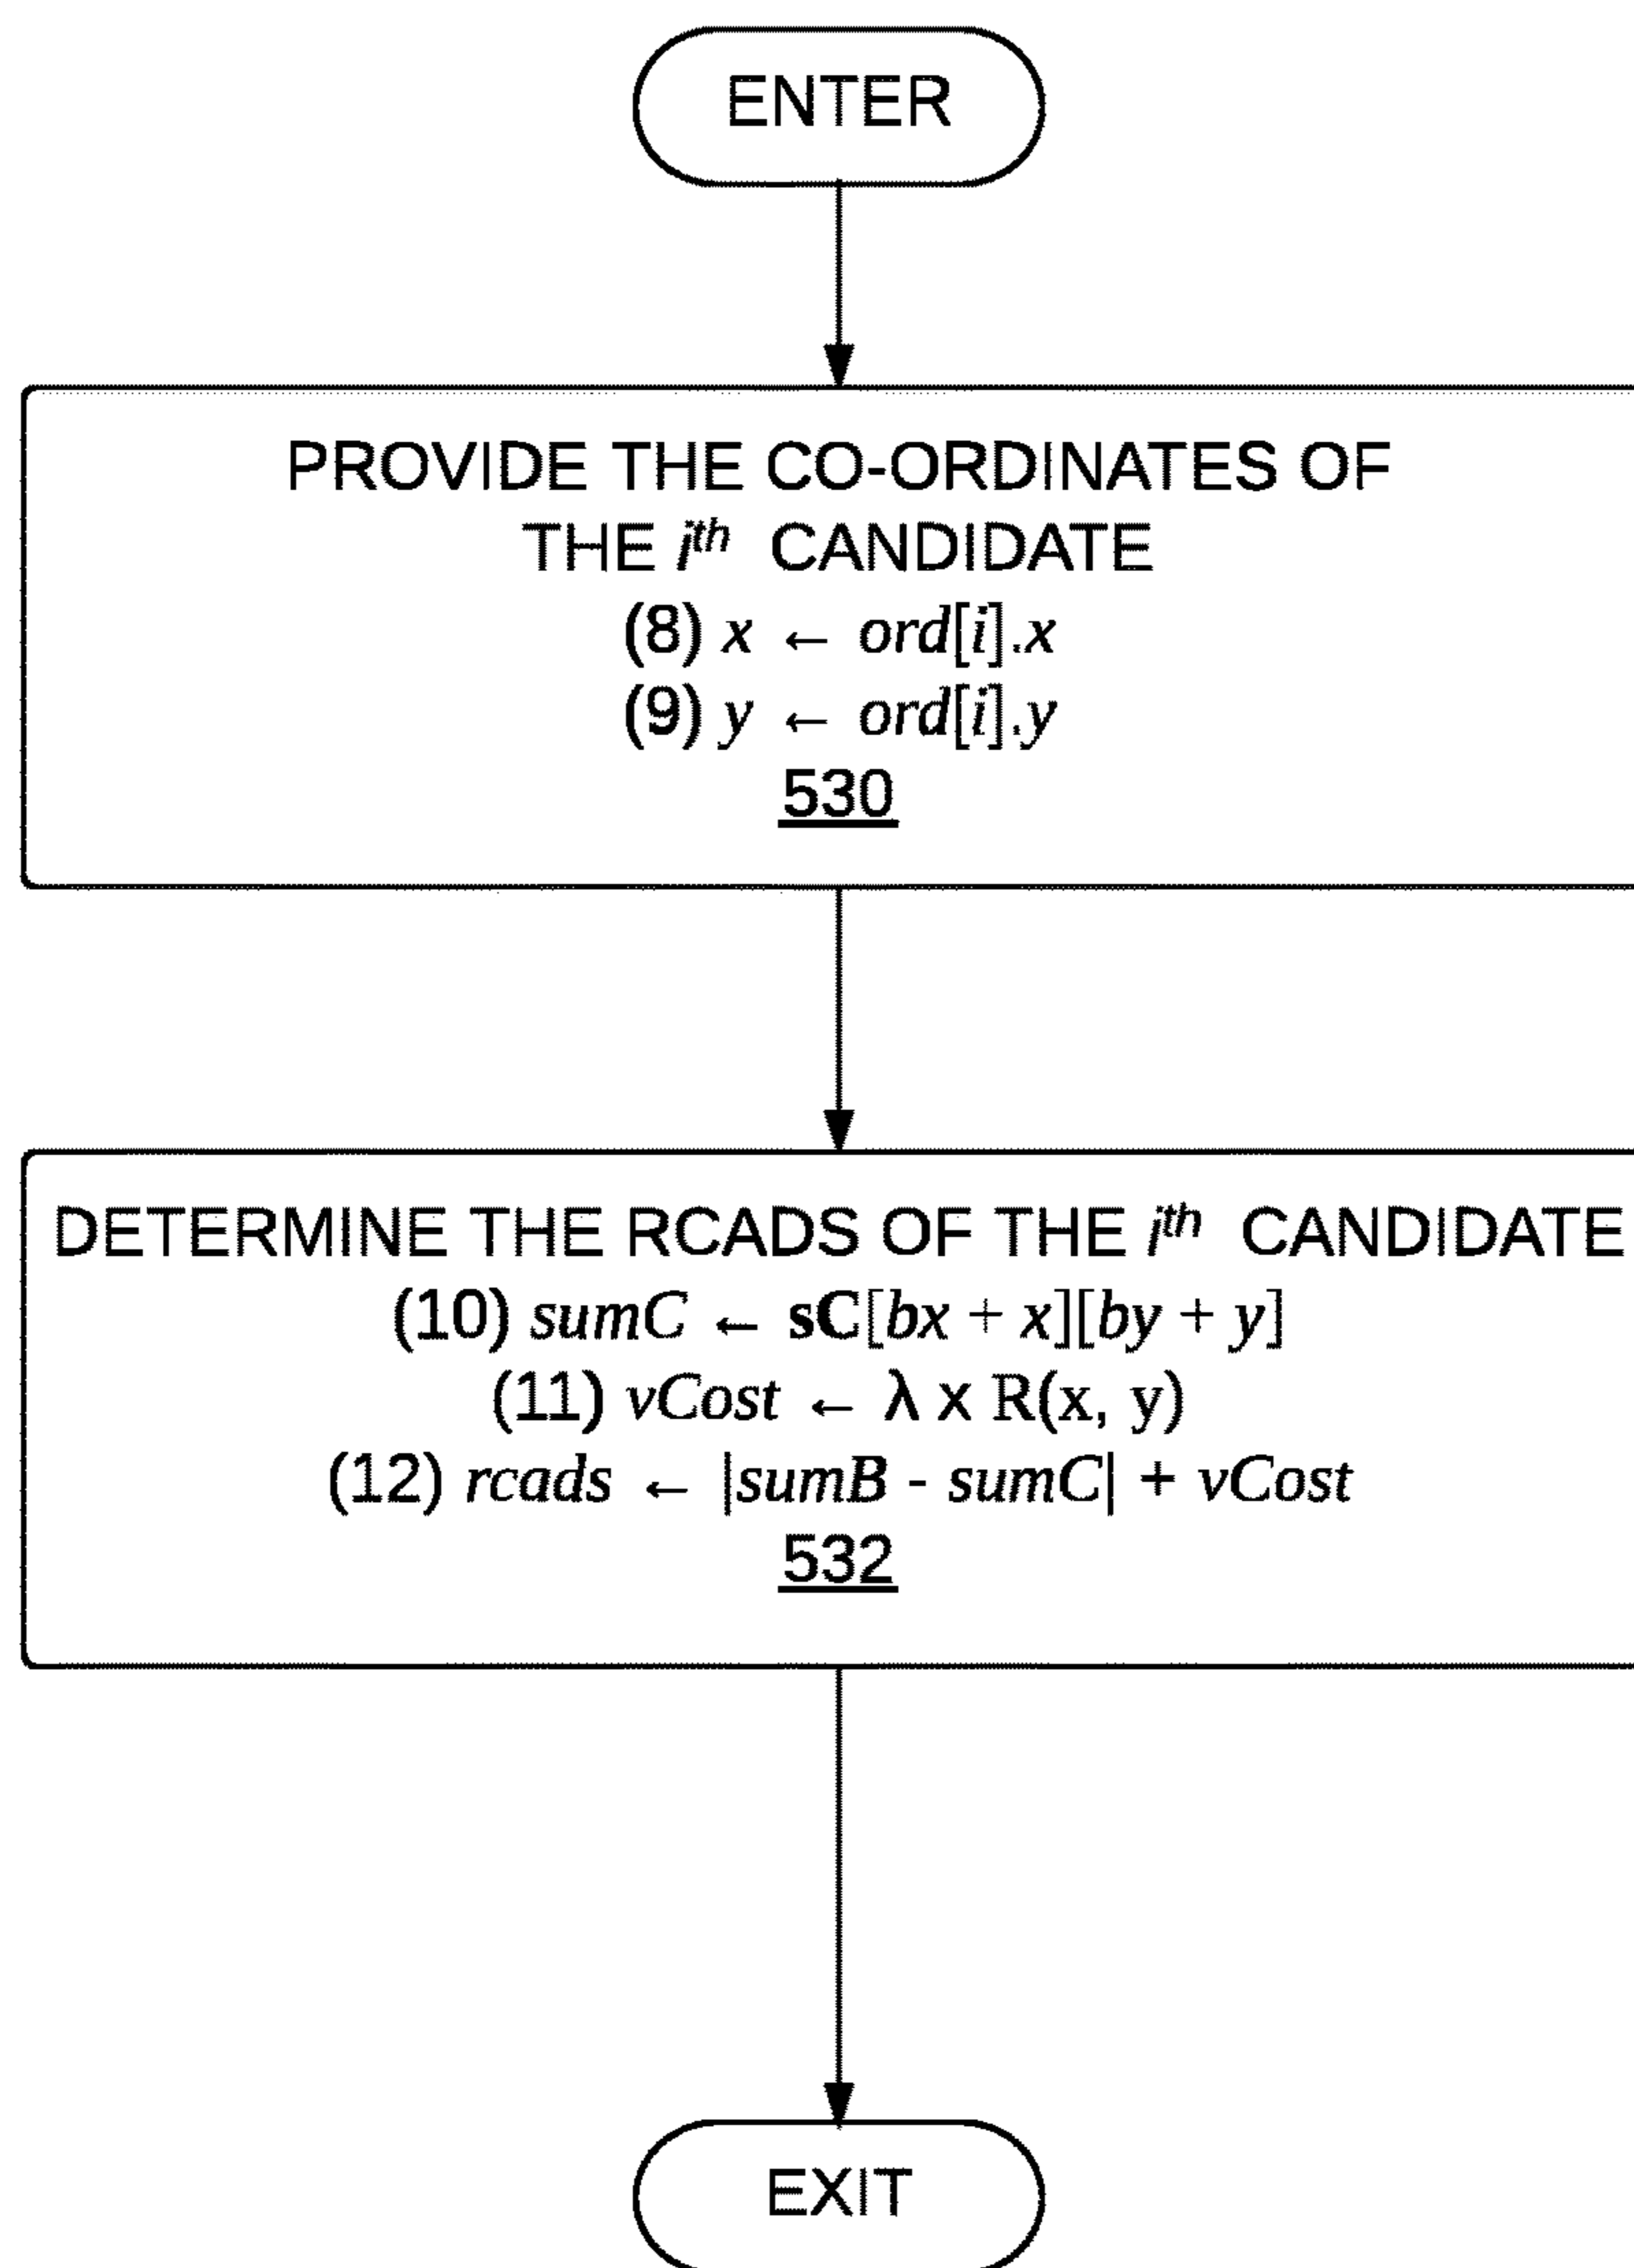 ENTER
PROVIDE THE CO-ORDINATES OF
THE iᵗʰ CANDIDATE
(8) x ← ord[i].x
(9) y ← ord[i].y
530
DETERMINE THE RCADS OF THE iᵗʰ CANDIDATE
(10) sumC ← sC[bx + x][by + y]
(11) vCost ← λ x R(x, y)
(12) rcads ← |sumB - sumC| + vCost
532
EXIT